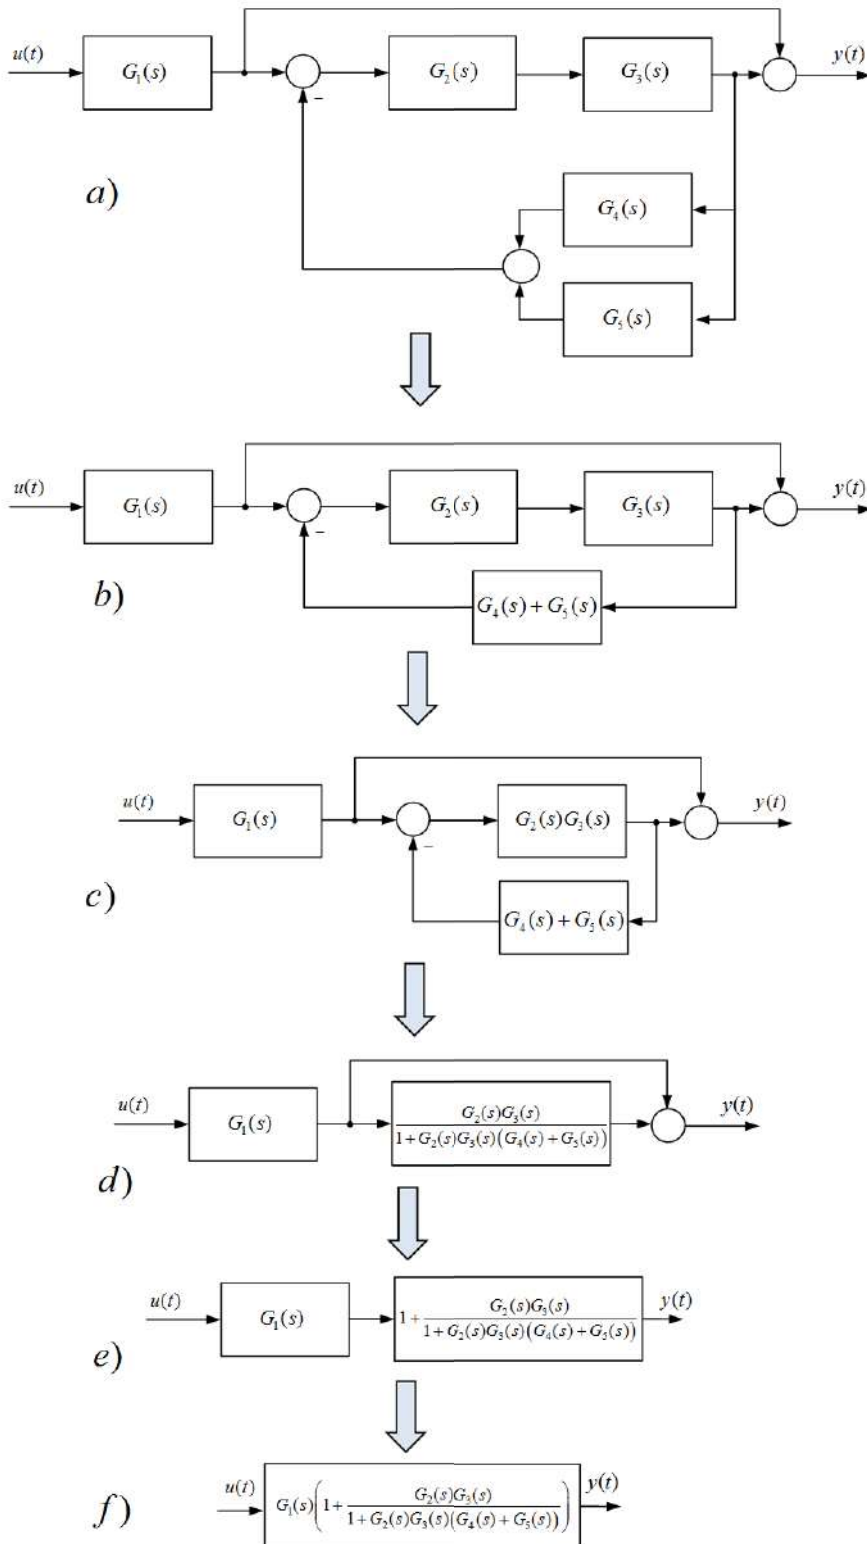 u(t) G₁(s) G₂(s) G₃(s) y(t)
−
a)
G₄(s)
G₅(s)
u(t) G₁(s) G₂(s) G₃(s) y(t)
−
b)
G₄(s) + G₅(s)
u(t) G₁(s) G₂(s)G₃(s) y(t)
−
c)
G₄(s) + G₅(s)
u(t) G₁(s) G₂(s)G₃(s) / 1 + G₂(s)G₃(s)(G₄(s) + G₅(s)) y(t)
d)
u(t) G₁(s) 1 + G₂(s)G₃(s) / 1 + G₂(s)G₃(s)(G₄(s) + G₅(s)) y(t)
e)
u(t) G₁(s)(1 + G₂(s)G₃(s) / 1 + G₂(s)G₃(s)(G₄(s) + G₅(s))) y(t)
f)